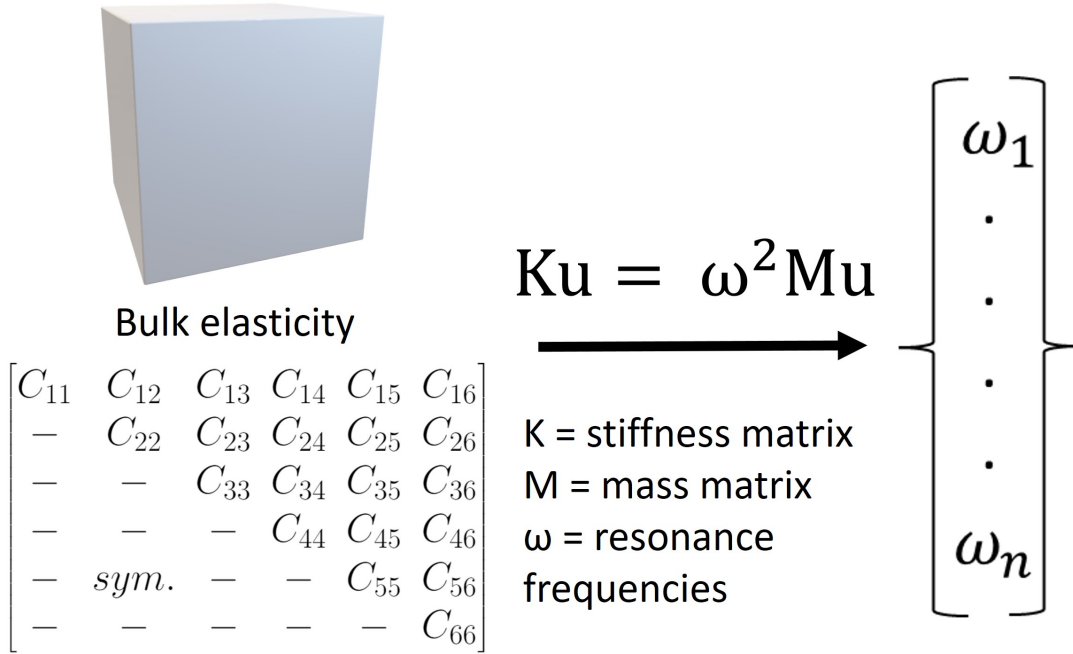 Bulk elasticity
C₁₁ C₁₂ C₁₃ C₁₄ C₁₅ C₁₆
− C₂₂ C₂₃ C₂₄ C₂₅ C₂₆
− − C₃₃ C₃₄ C₃₅ C₃₆
− − − C₄₄ C₄₅ C₄₆
− sym. − − C₅₅ C₅₆
− − − − − C₆₆
Ku = ω²Mu
K = stiffness matrix
M = mass matrix
ω = resonance
frequencies
ω₁
.
.
.
.
ωₙ